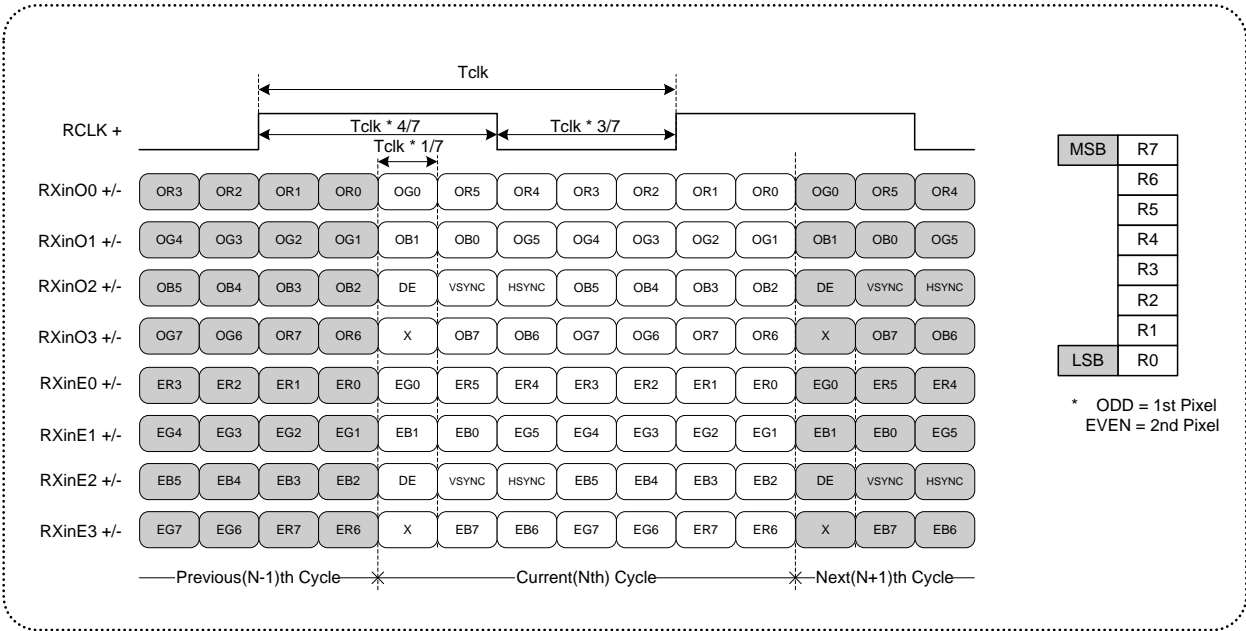 Tclk
RCLK +
Tclk * 4/7
Tclk * 3/7
Tclk * 1/7
RXinO0 +/- OR3 OR2 OR1 OR0 OG0 OR5 OR4 OR3 OR2 OR1 OR0 OG0 OR5 OR4
RXinO1 +/- OG4 OG3 OG2 OG1 OB1 OB0 OG5 OG4 OG3 OG2 OG1 OB1 OB0 OG5
RXinO2 +/- OB5 OB4 OB3 OB2 DE VSYNC HSYNC OB5 OB4 OB3 OB2 DE VSYNC HSYNC
RXinO3 +/- OG7 OG6 OR7 OR6 X OB7 OB6 OG7 OG6 OR7 OR6 X OB7 OB6
RXinE0 +/- ER3 ER2 ER1 ER0 EG0 ER5 ER4 ER3 ER2 ER1 ER0 EG0 ER5 ER4
RXinE1 +/- EG4 EG3 EG2 EG1 EB1 EB0 EG5 EG4 EG3 EG2 EG1 EB1 EB0 EG5
RXinE2 +/- EB5 EB4 EB3 EB2 DE VSYNC HSYNC EB5 EB4 EB3 EB2 DE VSYNC HSYNC
RXinE3 +/- EG7 EG6 ER7 ER6 X EB7 EB6 EG7 EG6 ER7 ER6 X EB7 EB6
Previous(N-1)th Cycle Current(Nth) Cycle Next(N+1)th Cycle
MSB R7
R6
R5
R4
R3
R2
R1
LSB R0
* ODD = 1st Pixel
EVEN = 2nd Pixel